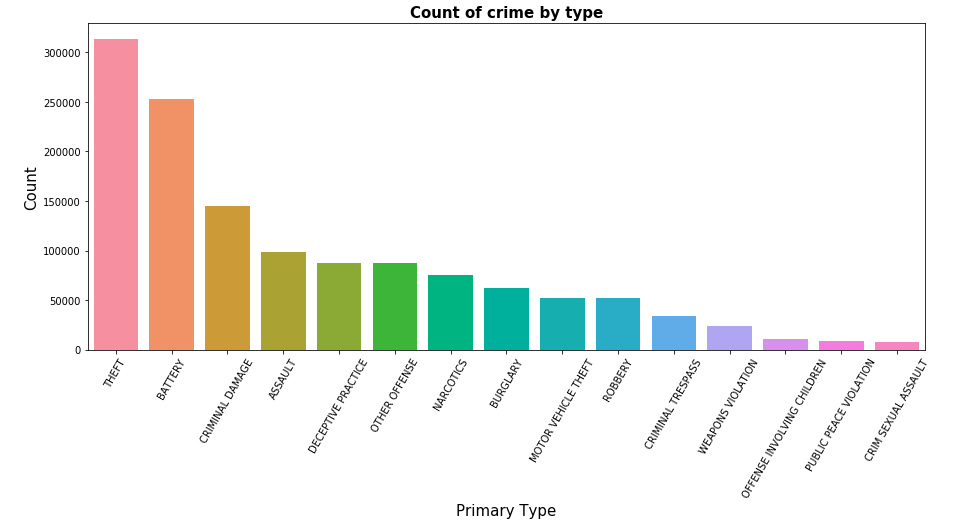 Count of crime by type
Count
300000
250000
200000
150000
100000
50000
0
THEFT
BATTERY
CRIMINAL DAMAGE
ASSAULT
DECEPTIVE PRACTICE
OTHER OFFENSE
NARCOTICS
BURGLARY
MOTOR VEHICLE THEFT
ROBBERY
CRIMINAL TRESPASS
WEAPONS VIOLATION
OFFENSE INVOLVING CHILDREN
PUBLIC PEACE VIOLATION
CRIM SEXUAL ASSAULT
Primary Type